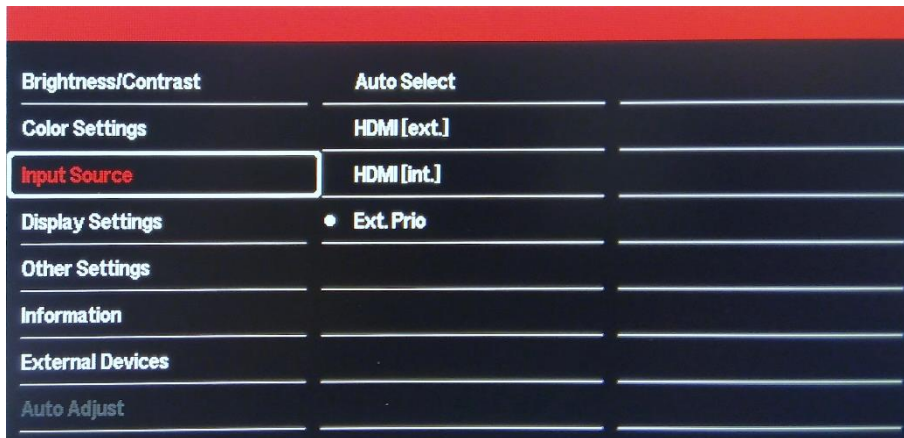 Brightness/Contrast
Auto Select
Color Settings
HDMI [ext.]
Input Source
HDMI [int.]
Display Settings
Ext. Prio
Other Settings
Information
External Devices
Auto Adjust